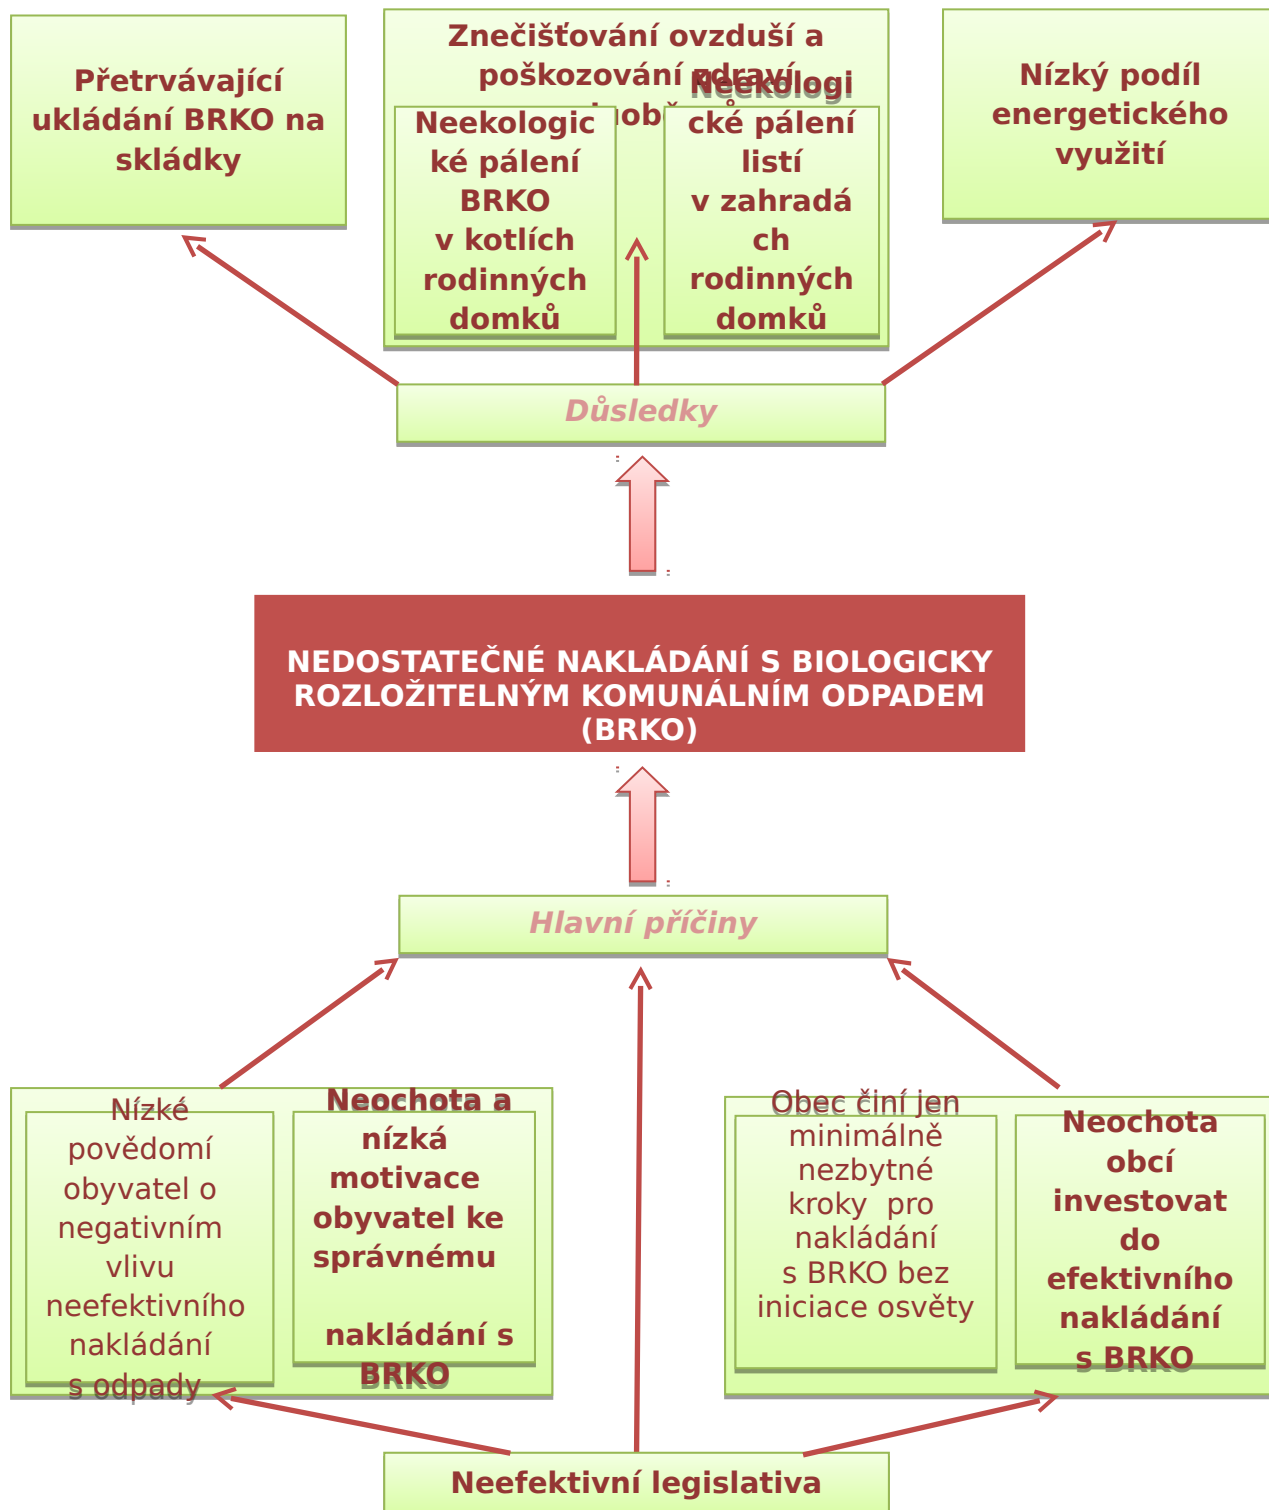 Přetrvávající
ukládání BRKO na
skládky
Znečišťování ovzduší a
poškozování zdraví
Neekologic
ké pálení
BRKO
v kotlích
rodinných
domků
Neekologi
cké pálení
listí
v zahradá
ch
rodinných
domků
Nízký podíl
energetického
využití
Důsledky
NEDOSTATEČNÉ NAKLÁDÁNÍ S BIOLOGICKY
ROZLOŽITELNÝM KOMUNÁLNÍM ODPADEM
(BRKO)
Hlavní příčiny
Nízké
povědomí
obyvatel o
negativním
vlivu
neefektivního
nakládání
s odpady
Neochota a
nízká
motivace
obyvatel ke
správnému
nakládání s
BRKO
Obec činí jen
minimálně
nezbytné
kroky  pro
nakládání
s BRKO bez
iniciace osvěty
Neochota
obcí
investovat
do
efektivního
nakládání
s BRKO
Neefektivní legislativa